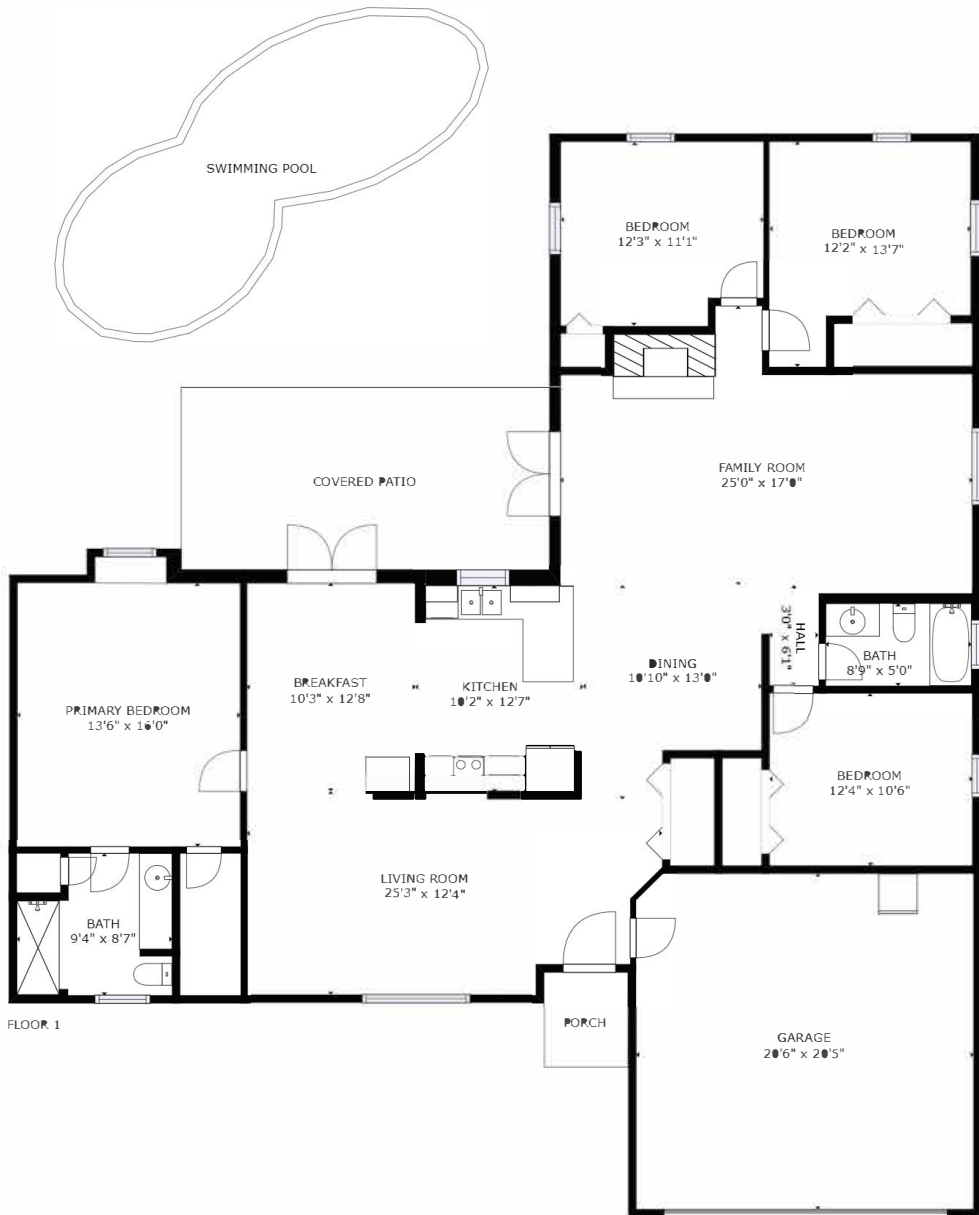 SWIMMING POOL
BEDROOM
12'3" x 11'1"
BEDROOM
12'2" x 13'7"
COVERED PATIO
FAMILY ROOM
25'0" x 17'0"
HALL
3'0" x 6'1"
BATH
8'9" x 5'0"
BREAKFAST
10'3" x 12'8"
KITCHEN
10'2" x 12'7"
DINING
10'10" x 13'0"
PRIMARY BEDROOM
13'6" x 16'0"
BEDROOM
12'4" x 10'6"
LIVING ROOM
25'3" x 12'4"
BATH
9'4" x 8'7"
FLOOR 1
PORCH
GARAGE
20'6" x 20'5"